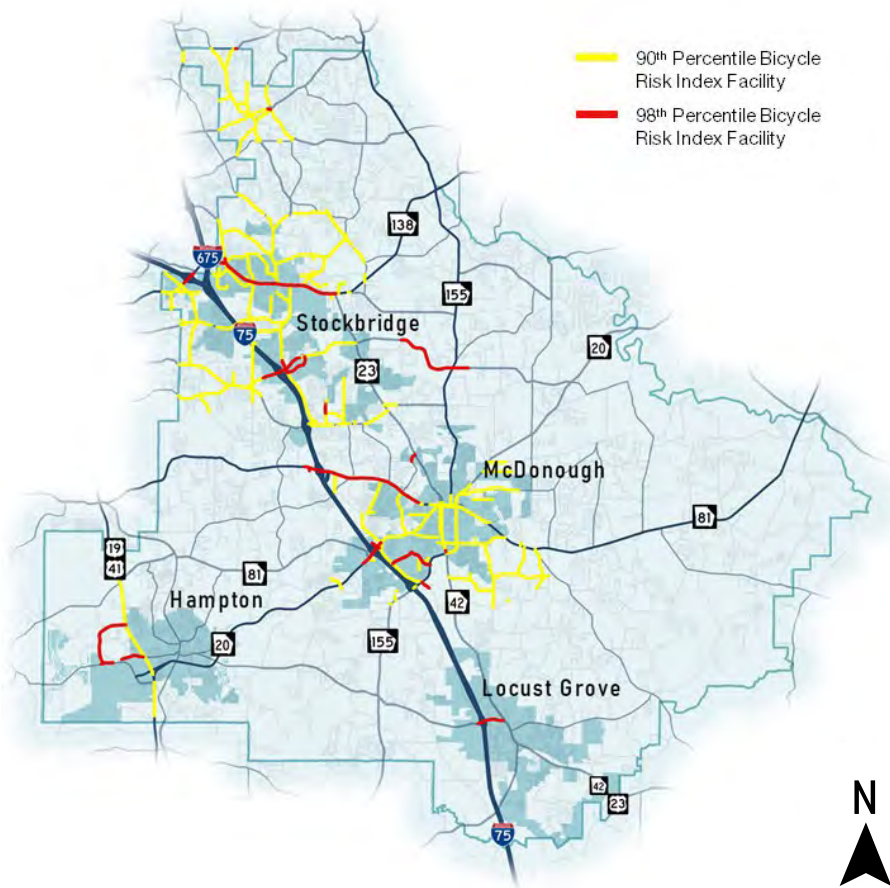 90th Percentile Bicycle
Risk Index Facility
98th Percentile Bicycle
Risk Index Facility
138
675
155
Stockbridge
75
20
23
McDonough
81
19
41
81
Hampton
42
20
155
Locust Grove
42
23
75
N